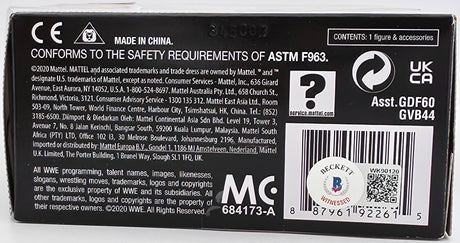 CE
MADE IN CHINA.
CONTENTS: 1 figure & accessories
CONFORMS TO THE SAFETY REQUIREMENTS OF ASTM F963.
©2020 Mattel. MATTEL and associated trademarks and trade dress are owned by Mattel. ® and ™
designate U.S. trademarks of Mattel, except as noted. Consumer Services, Mattel, Inc., 636 Girard
Avenue, East Aurora, NY 14052, U.S.A. 1-800-524-8697. Mattel Australia Pty. Ltd., 658 Church St.,
Richmond, Victoria, 3121. Consumer Advisory Service - 1300 135 312. Mattel East Asia Ltd., Room
503-09, North Tower, World Finance Centre, Harbour City, Tsimshatsui, HK, China. Tel.: (852)
3185-6500. Diimport & Diedarkan Oleh: Mattel Continental Asia Sdn Bhd. Level 19, Tower 3,
Avenue 7, No. 8 Jalan Kerinchi, Bangsar South, 59200 Kuala Lumpur, Malaysia. Mattel South
Africa (PTY) LTD. Office 102 I3, 30 Melrose Boulevard, Johannesburg 2196. Manufactured,
imported or distributed by: Mattel Europa B.V., Gondel 1, 1186 MJ Amstelveen, Nederland. Mattel
U.K. Limited, The Porter Building, 1 Brunel Way, Slough SL1 1FQ, UK.
?
service.mattel.com
UK
CA
Asst.GDF60
GVB44
All WWE programming, talent names, images, likenesses,
slogans, wrestling moves, trademarks, logos and copyrights
are the exclusive property of WWE and its subsidiaries. All
other trademarks, logos and copyrights are the property of
their respective owners. ©2020 WWE. All Rights Reserved.
MC
684173-A
BECKETT
B
WITNESSED
WK90120
8 87961 92261 5